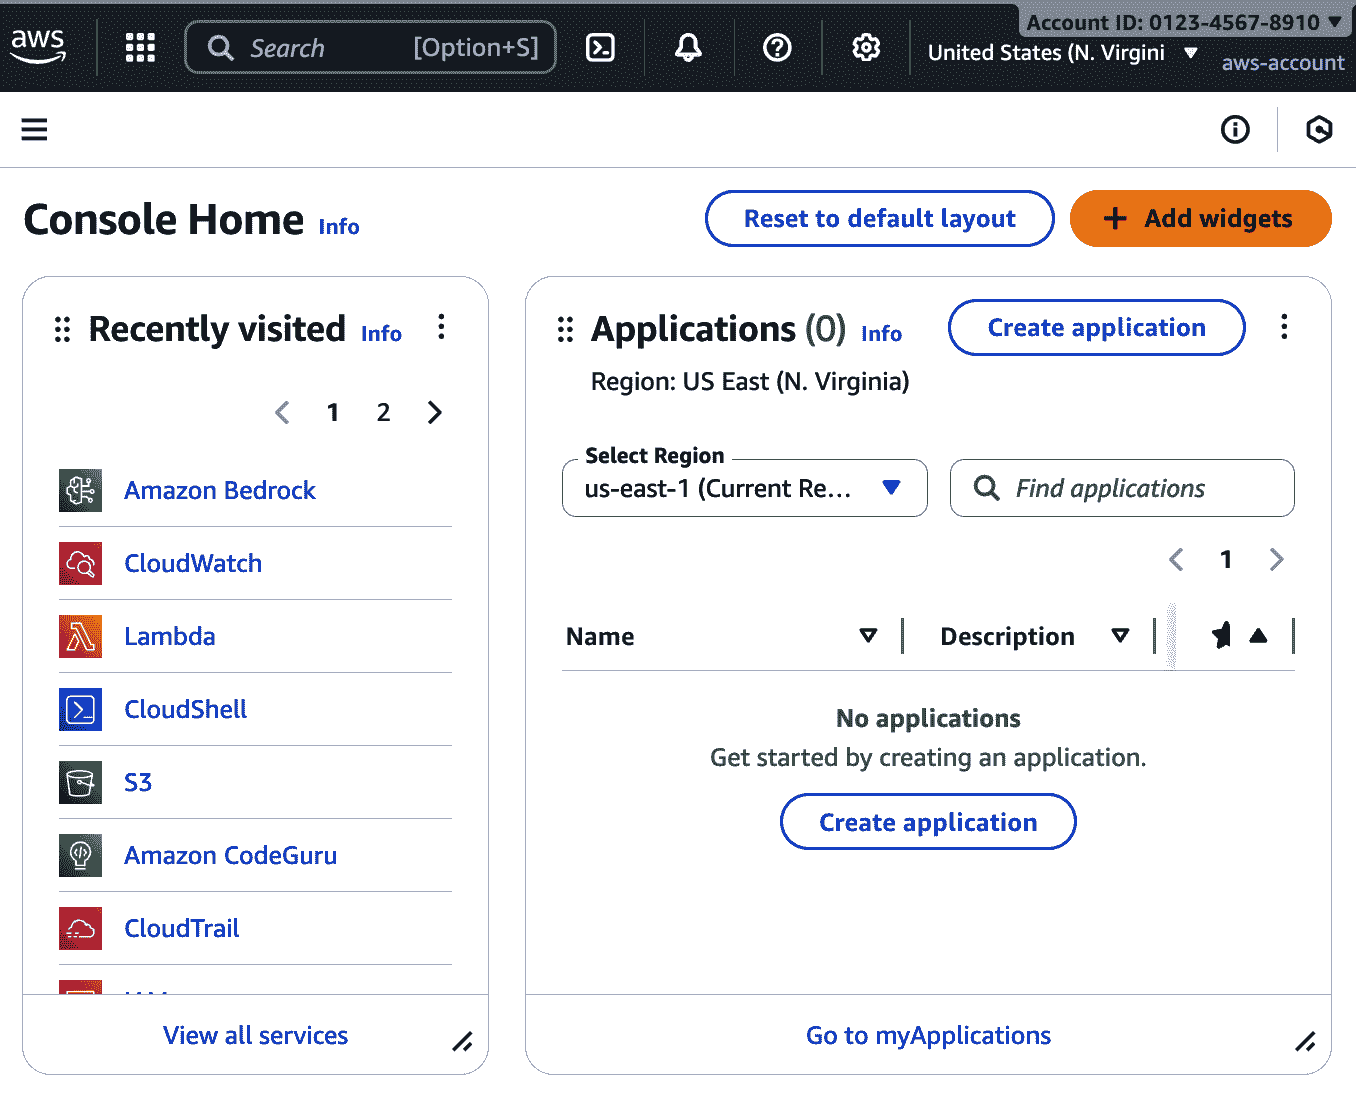 aws
Search [Option+S]
Account ID: 0123-4567-8910
United States (N. Virgini
aws-account
Console Home Info
Reset to default layout
Add widgets
Recently visited Info
1 2
Amazon Bedrock
CloudWatch
Lambda
CloudShell
S3
Amazon CodeGuru
CloudTrail
View all services
Applications (0) Info
Create application
Region: US East (N. Virginia)
Select Region
us-east-1 (Current Re...
Find applications
1
Name Description
No applications
Get started by creating an application.
Create application
Go to myApplications